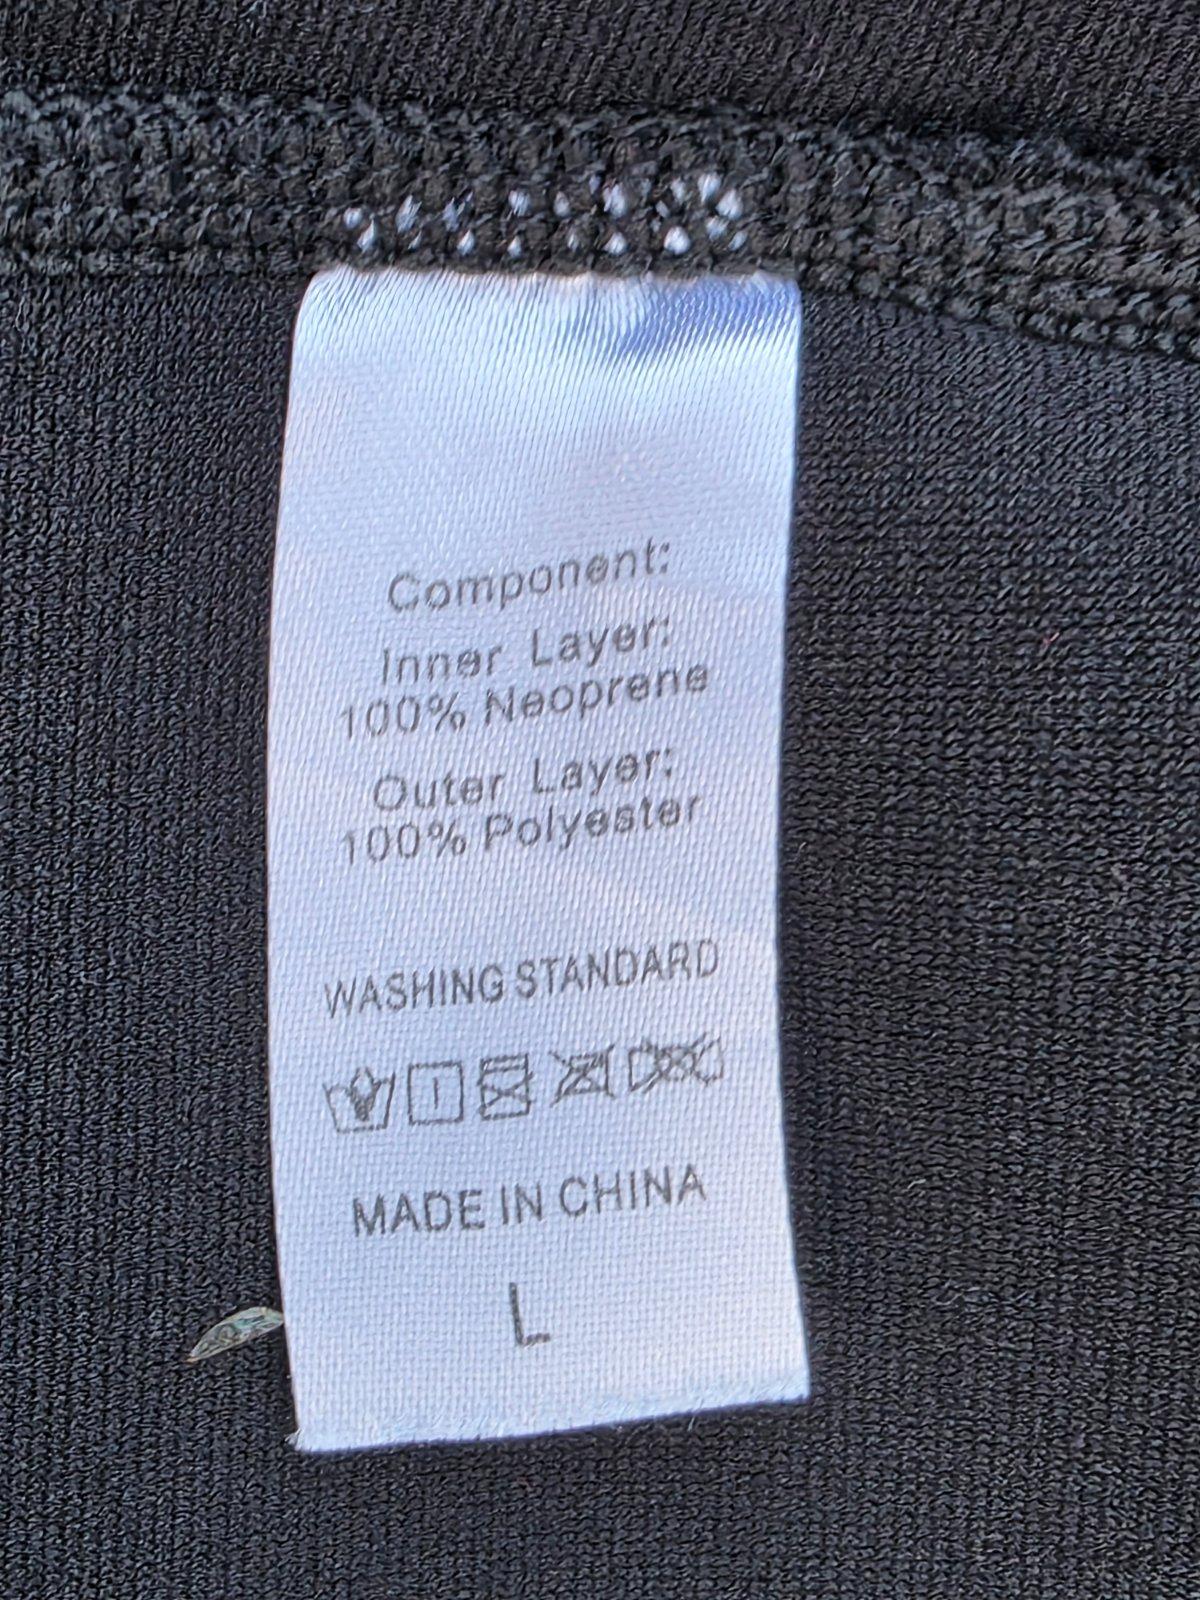 Component:
Inner Layer:
100% Neoprene
Outer Layer:
100% Polyester
WASHING STANDARD
MADE IN CHINA
L